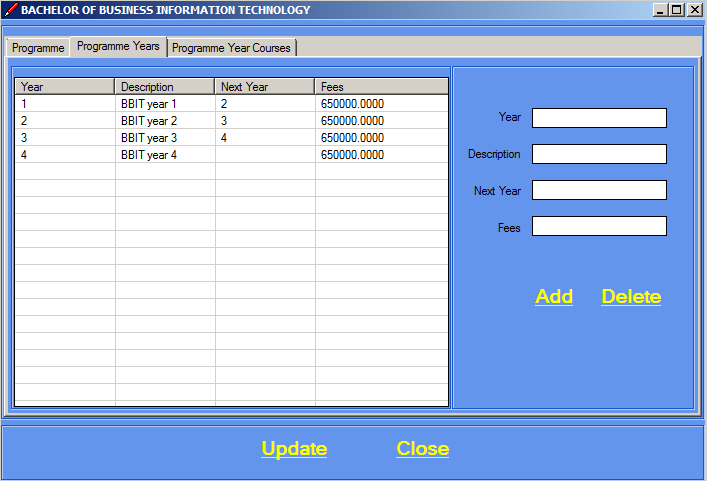 BACHELOR OF BUSINESS INFORMATION TECHNOLOGY
Programme Programme Years Programme Year Courses
Year Description Next Year Fees
1 BBIT year 1 2 650000.0000
2 BBIT year 2 3 650000.0000
3 BBIT year 3 4 650000.0000
4 BBIT year 4 650000.0000
Year
Description
Next Year
Fees
Add Delete
Update Close